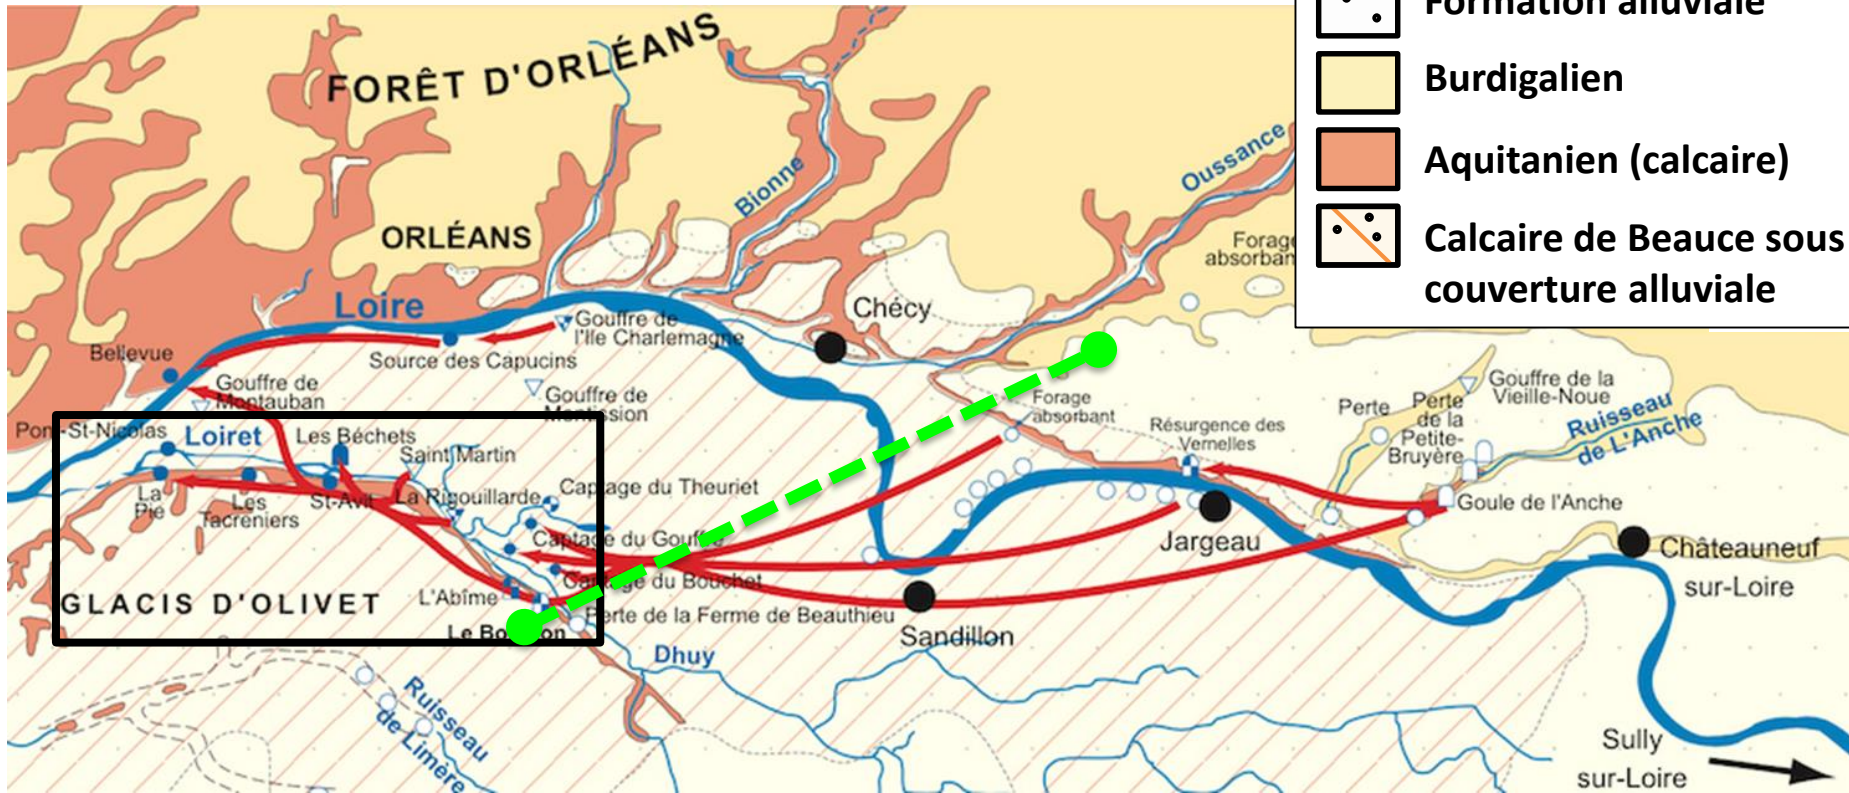 Formation alluviale
Burdigalien
Aquitanien (calcaire)
Calcaire de Beauce sous
couverture alluviale
FORÊT D'ORLÉANS
Bionne
Oussance
ORLÉANS
Forage
absorbant
Loire
Chécy
Gouffre de
l'Ile Charlemagne
Bellevue
Source des Capucins
Gouffre de
Montauban
Gouffre de
Montission
Forage
absorbant
Perte
Perte
de la
Petite-
Bruyère
Gouffre de la
Vieille-Noue
Ruisseau
de L'Anche
Pont-St-Nicolas
Loiret
Les Béchets
Saint Martin
Résurgence des
Vernelles
La
Pie
Les
Tacreniers
St-Avit
La Rigouillarde
Captage du Theuriet
Goule de l'Anche
Captage du Gouffre
Jargeau
Châteauneuf
sur-Loire
Captage du Bouchet
L'Abîme
GLACIS D'OLIVET
Perte de la Ferme de Beauthieu
Le Bouillon
Sandillon
Dhuy
Ruisseau
de Limère
Sully
sur-Loire